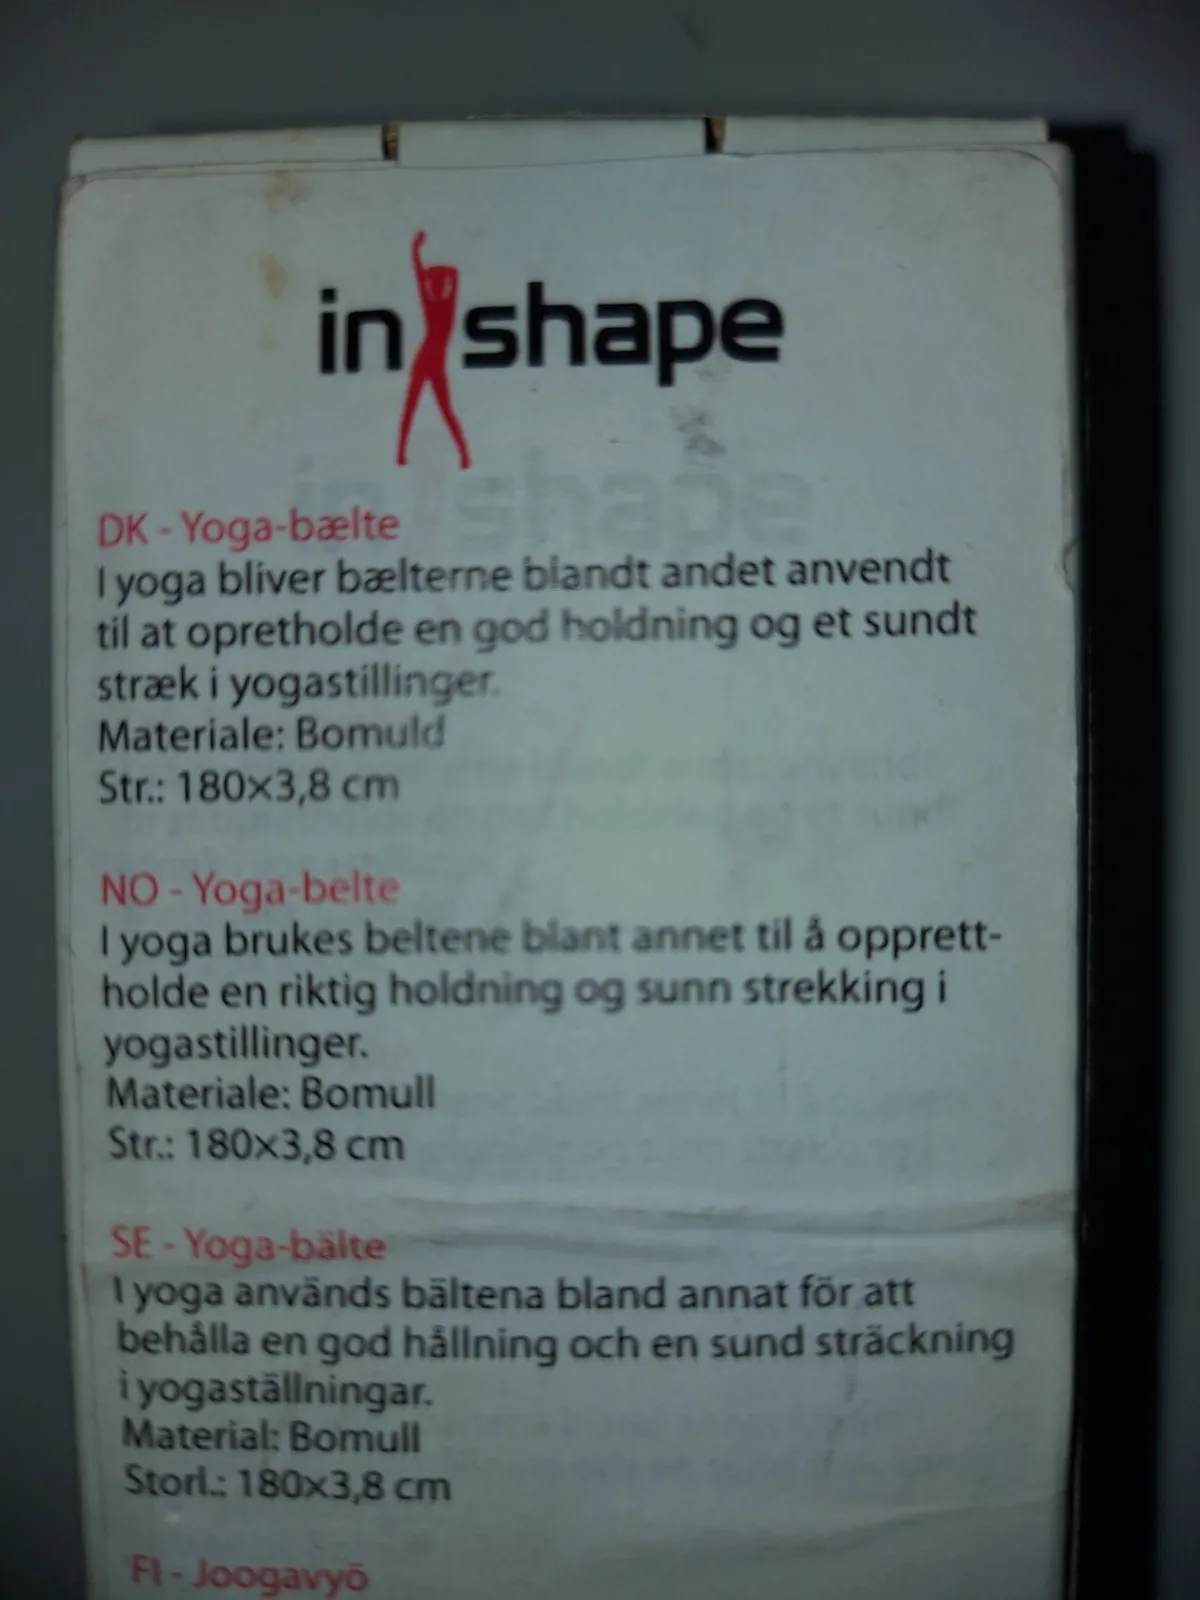 in shape
DK - Yoga-bælte
I yoga bliver bælterne blandt andet anvendt
til at opretholde en god holdning og et sundt
stræk i yogastillinger.
Materiale: Bomuld
Str.: 180×3,8 cm
NO - Yoga-belte
I yoga brukes beltene blant annet til å opprett-
holde en riktig holdning og sunn strekking i
yogastillinger.
Materiale: Bomull
Str.: 180×3,8 cm
SE - Yoga-bälte
I yoga används bältena bland annat för att
behålla en god hållning och en sund sträckning
i yogaställningar.
Material: Bomull
Storl.: 180×3,8 cm
FI - Joogavyö